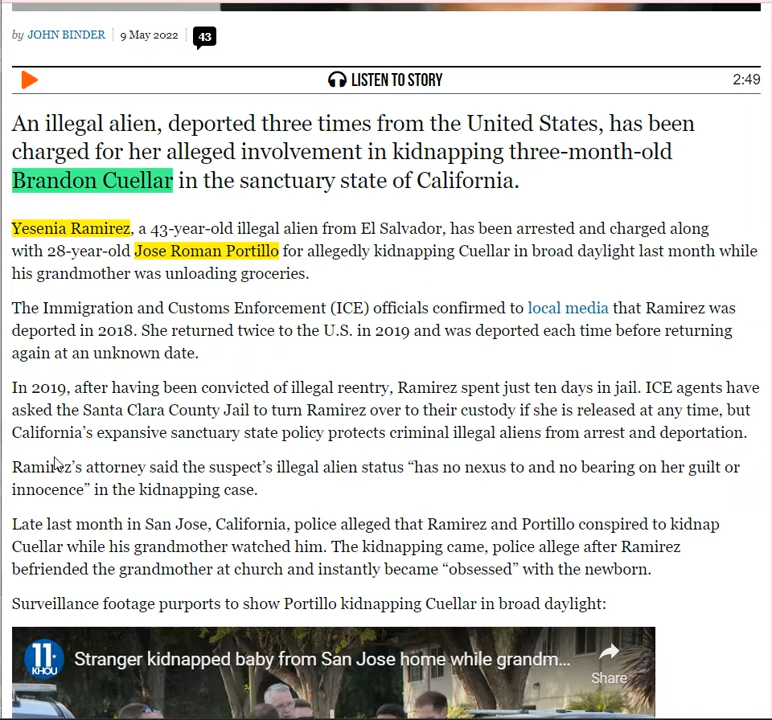 by JOHN BINDER 9 May 2022 43
LISTEN TO STORY 2:49
An illegal alien, deported three times from the United States, has been
charged for her alleged involvement in kidnapping three-month-old
Brandon Cuellar in the sanctuary state of California.
Yesenia Ramirez, a 43-year-old illegal alien from El Salvador, has been arrested and charged along
with 28-year-old Jose Roman Portillo for allegedly kidnapping Cuellar in broad daylight last month while
his grandmother was unloading groceries.
The Immigration and Customs Enforcement (ICE) officials confirmed to local media that Ramirez was
deported in 2018. She returned twice to the U.S. in 2019 and was deported each time before returning
again at an unknown date.
In 2019, after having been convicted of illegal reentry, Ramirez spent just ten days in jail. ICE agents have
asked the Santa Clara County Jail to turn Ramirez over to their custody if she is released at any time, but
California’s expansive sanctuary state policy protects criminal illegal aliens from arrest and deportation.
Ramirez’s attorney said the suspect’s illegal alien status “has no nexus to and no bearing on her guilt or
innocence” in the kidnapping case.
Late last month in San Jose, California, police alleged that Ramirez and Portillo conspired to kidnap
Cuellar while his grandmother watched him. The kidnapping came, police allege after Ramirez
befriended the grandmother at church and instantly became “obsessed” with the newborn.
Surveillance footage purports to show Portillo kidnapping Cuellar in broad daylight:
11 KHOU Stranger kidnapped baby from San Jose home while grandm...
Share